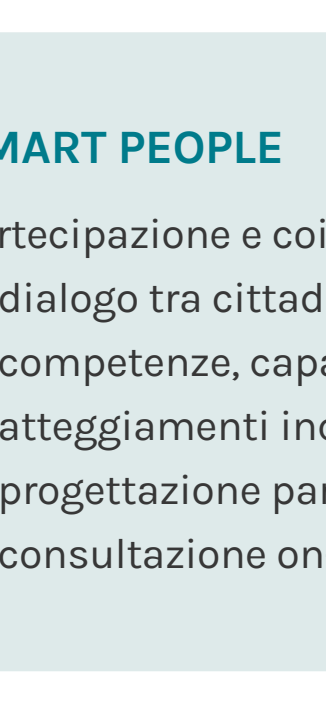 MART PEOPLE
rtecipazione e coi
dialogo tra cittad
competenze, capa
atteggiamenti inc
progettazione par
consultazione on